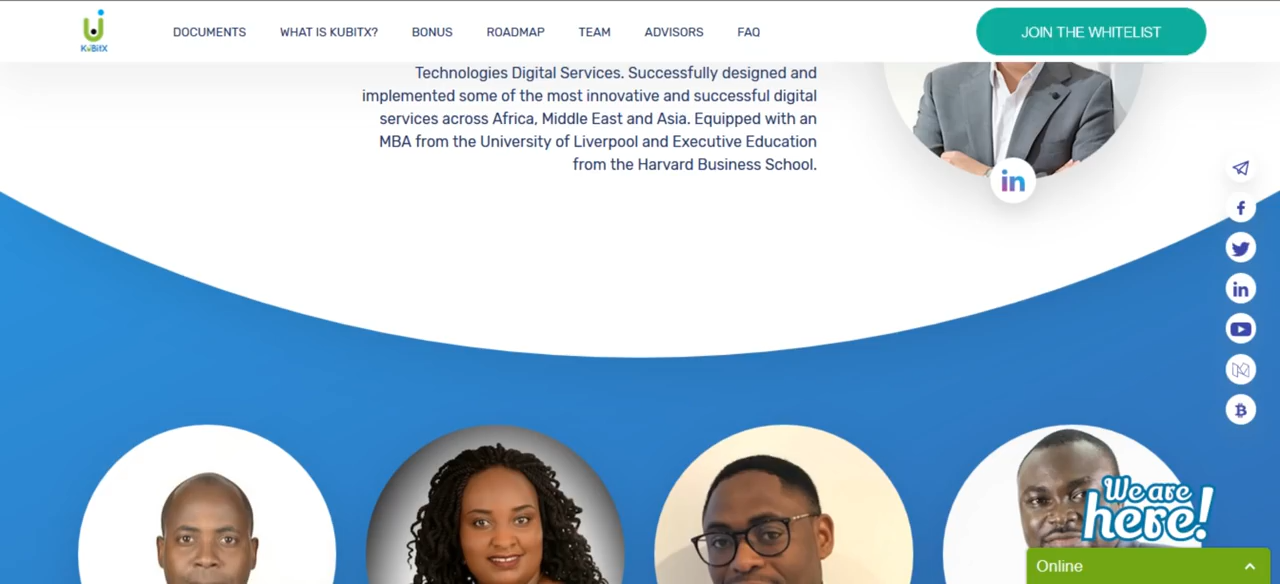 KuBitX
DOCUMENTS
WHAT IS KUBITX?
BONUS
ROADMAP
TEAM
ADVISORS
FAQ
JOIN THE WHITELIST
Technologies Digital Services. Successfully designed and
implemented some of the most innovative and successful digital
services across Africa, Middle East and Asia. Equipped with an
MBA from the University of Liverpool and Executive Education
from the Harvard Business School.
in
f
in
We are
here!
Online